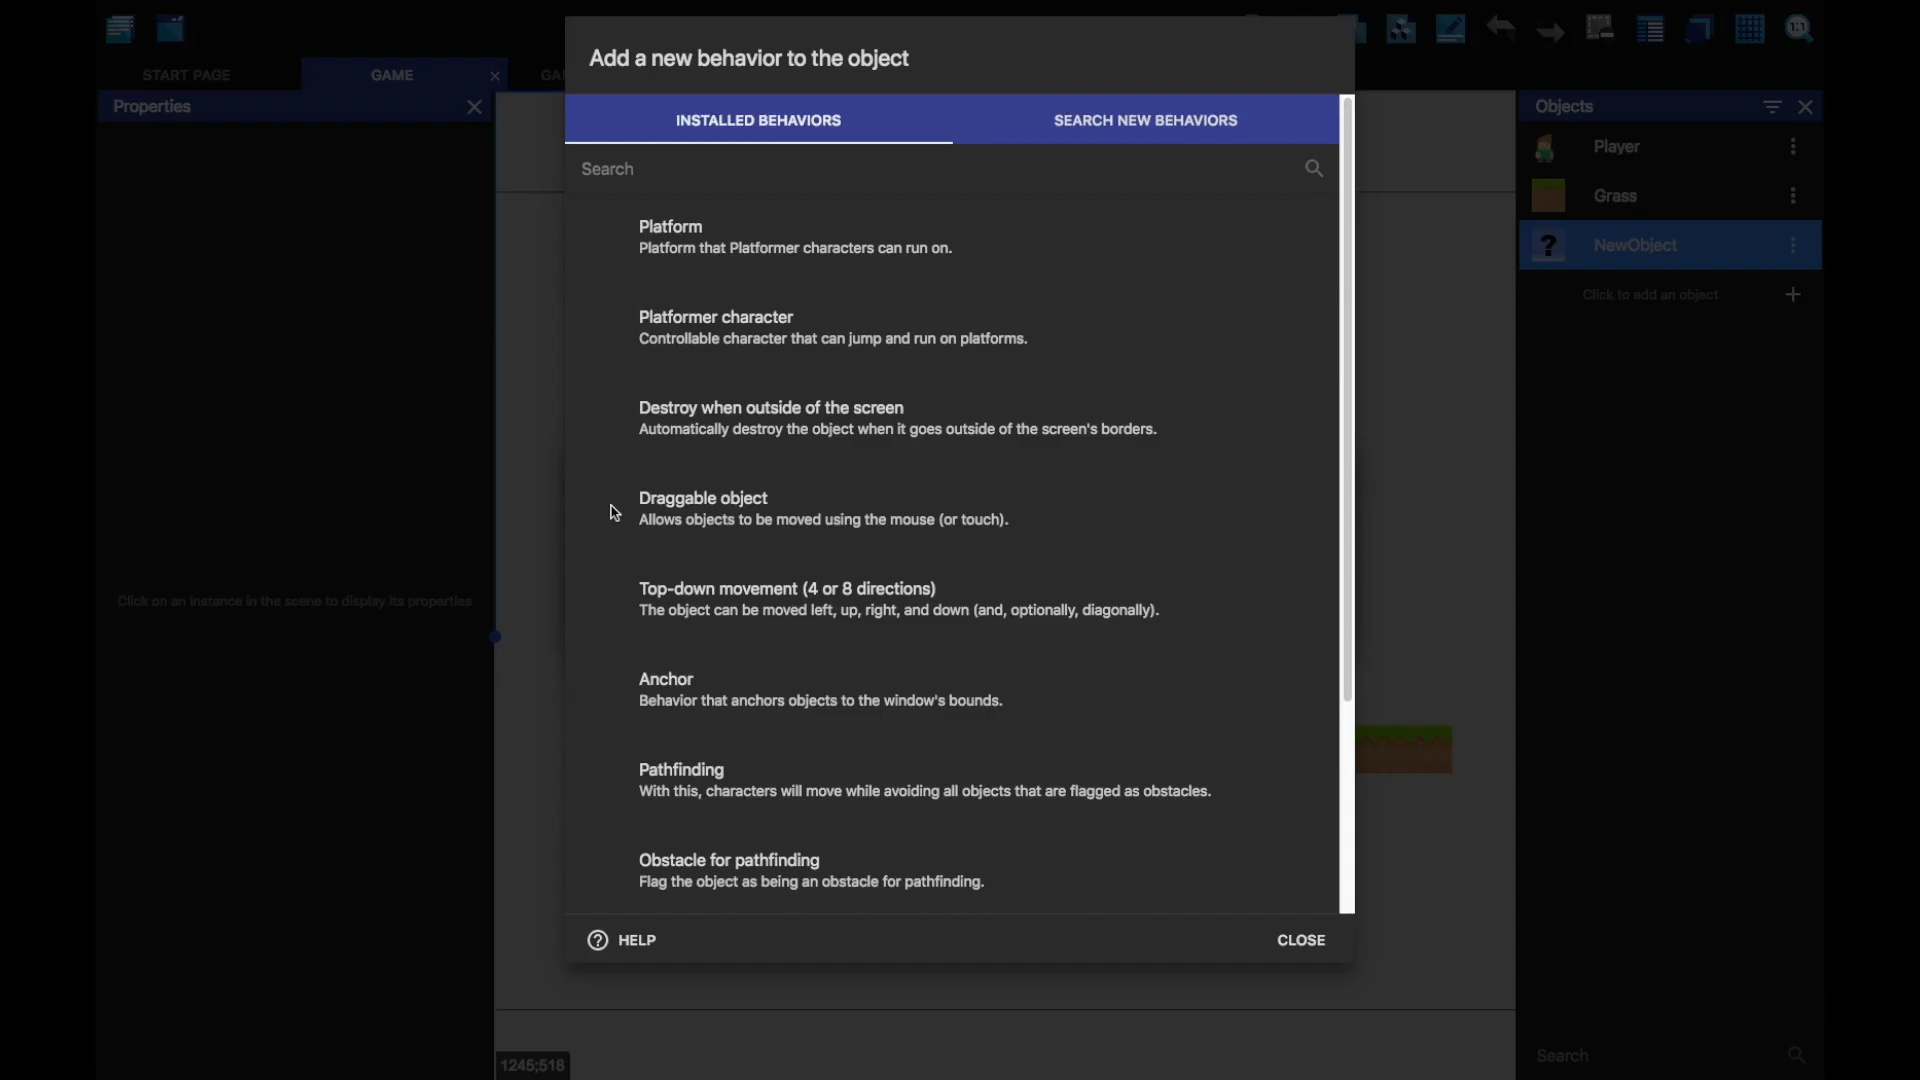 Add a new behavior to the object
START PAGE
GAME
GA
Properties
INSTALLED BEHAVIORS
SEARCH NEW BEHAVIORS
Objects
Search
Player
Grass
NewObject
Click to add an object
Platform
Platform that Platformer characters can run on.
Platformer character
Controllable character that can jump and run on platforms.
Destroy when outside of the screen
Automatically destroy the object when it goes outside of the screen's borders.
Draggable object
Allows objects to be moved using the mouse (or touch).
Top-down movement (4 or 8 directions)
The object can be moved left, up, right, and down (and, optionally, diagonally).
Click on an instance in the scene to display its properties
Anchor
Behavior that anchors objects to the window's bounds.
Pathfinding
With this, characters will move while avoiding all objects that are flagged as obstacles.
Obstacle for pathfinding
Flag the object as being an obstacle for pathfinding.
HELP
CLOSE
1245;518
Search